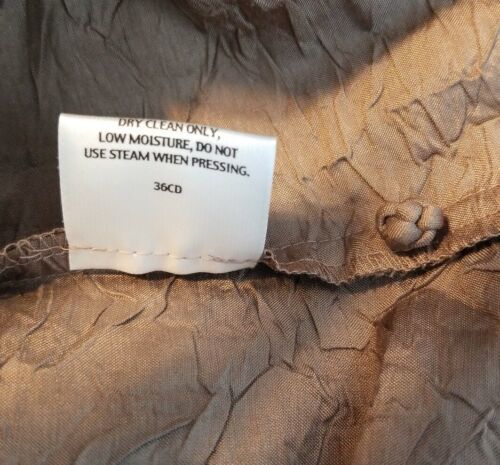 DRY CLEAN ONLY,
LOW MOISTURE, DO NOT
USE STEAM WHEN PRESSING.
36CD